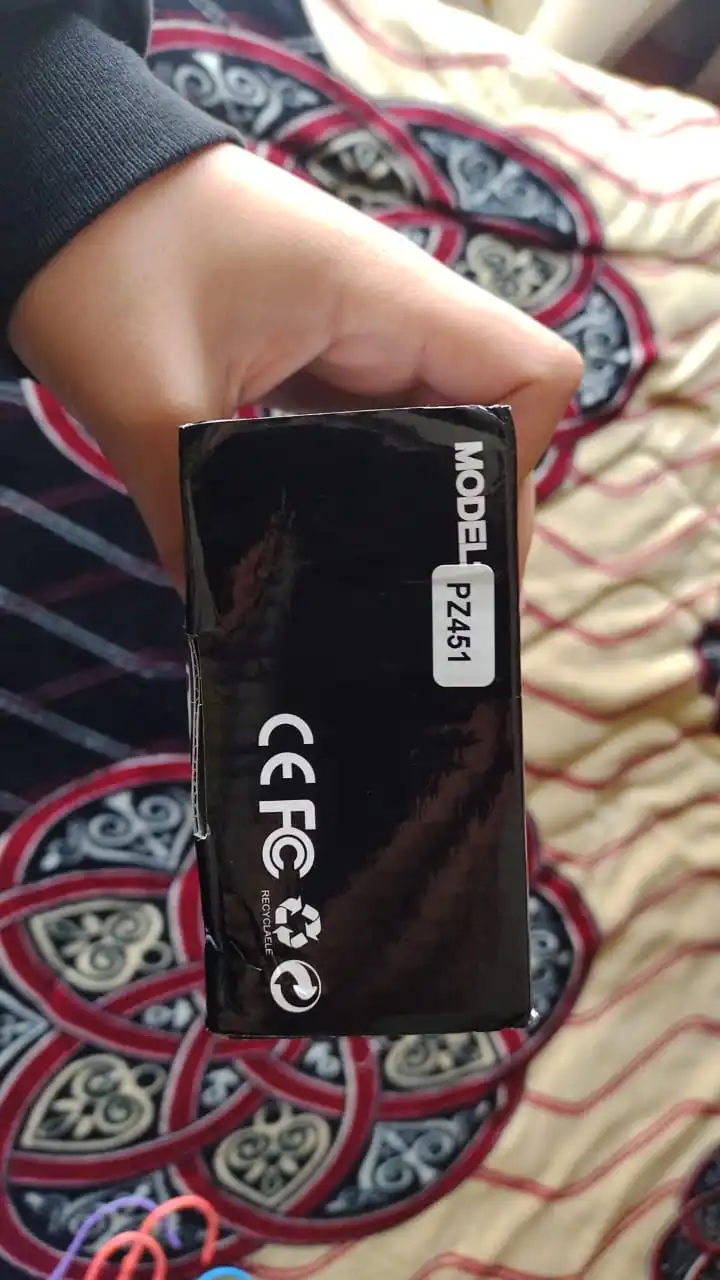 MODEL:
PZ451
CE FC
RECYCLAELE